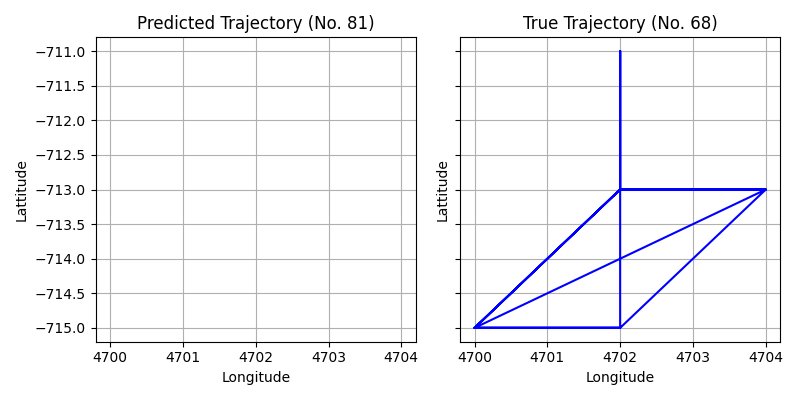 Predicted Trajectory (No. 81)
True Trajectory (No. 68)
Lattitude
−711.0
−711.5
−712.0
−712.5
−713.0
−713.5
−714.0
−714.5
−715.0
4700 4701 4702 4703 4704
Longitude
Lattitude
4700 4701 4702 4703 4704
Longitude